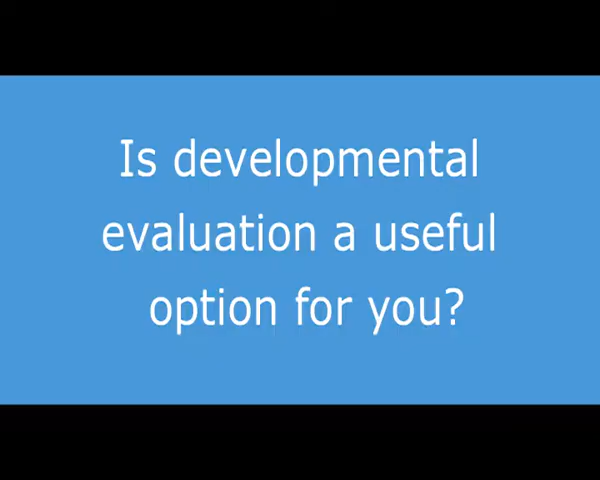 Is developmental
evaluation a useful
option for you?